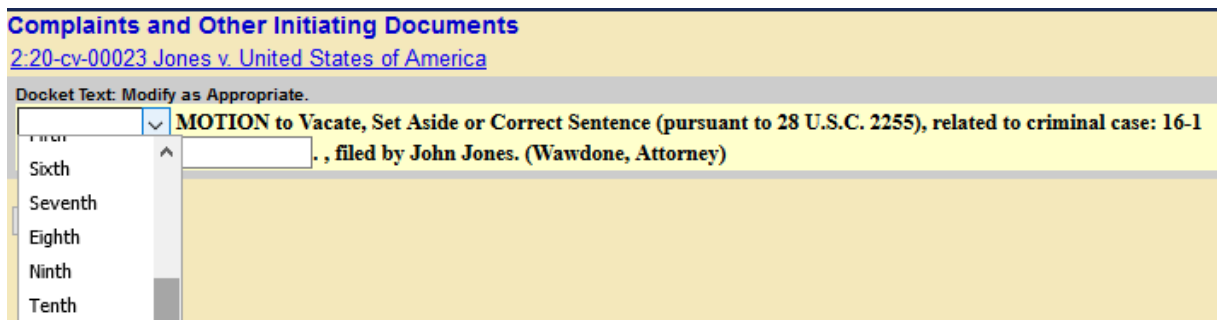 Complaints and Other Initiating Documents
2:20-cv-00023 Jones v. United States of America
Docket Text: Modify as Appropriate.
MOTION to Vacate, Set Aside or Correct Sentence (pursuant to 28 U.S.C. 2255), related to criminal case: 16-1
. , filed by John Jones. (Wawdone, Attorney)
Sixth
Seventh
Eighth
Ninth
Tenth